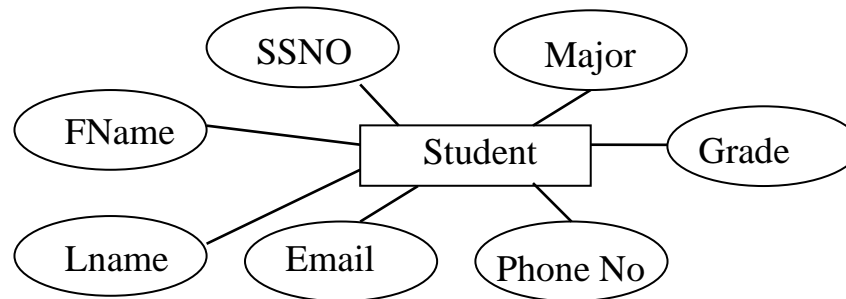 SSNO
Major
FName
Student
Grade
Lname
Email
Phone No